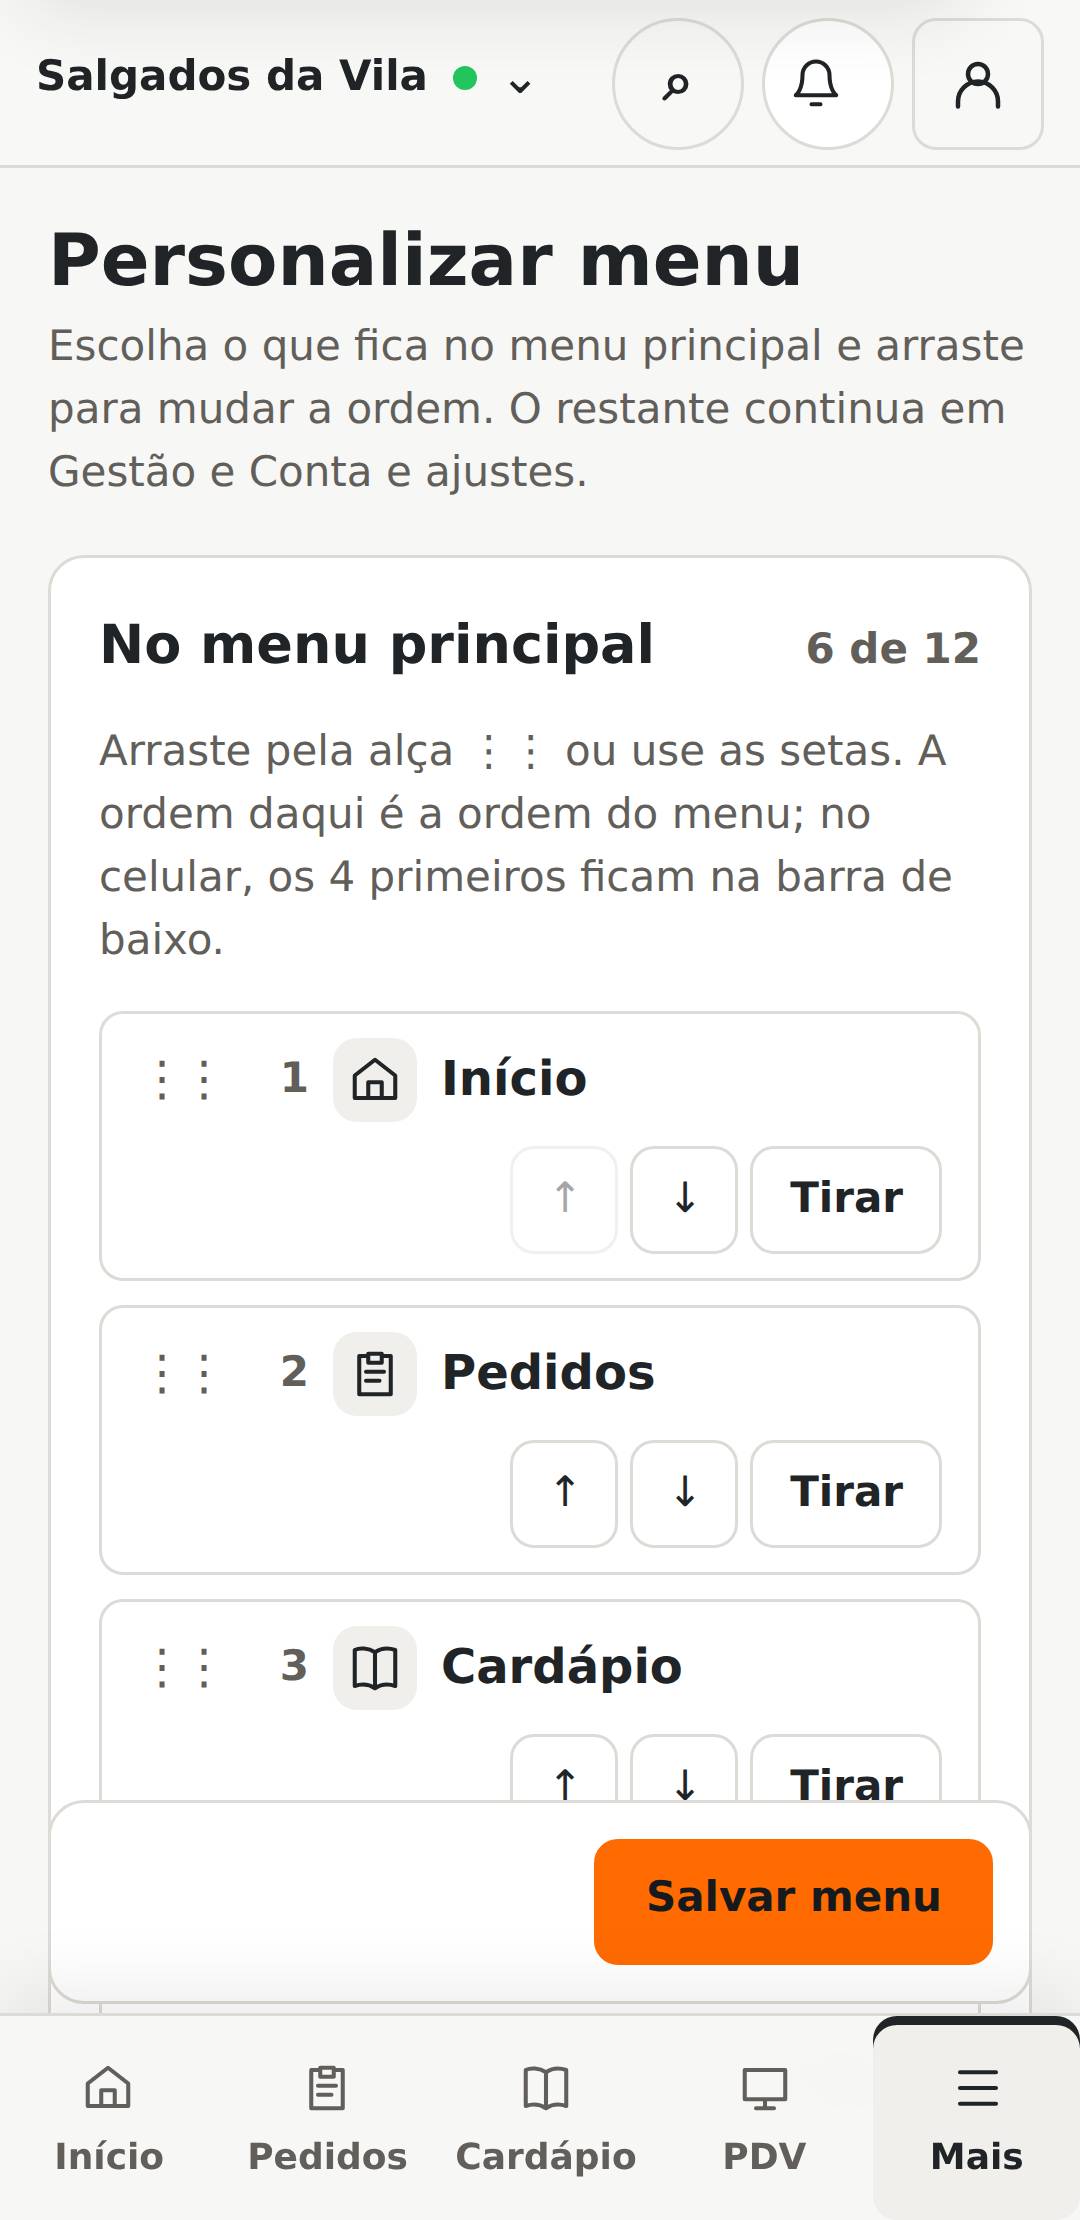 Salgados da Vila
Personalizar menu
Escolha o que fica no menu principal e arraste
para mudar a ordem. O restante continua em
Gestão e Conta e ajustes.
No menu principal 6 de 12
Arraste pela alça ⋮⋮ ou use as setas. A
ordem daqui é a ordem do menu; no
celular, os 4 primeiros ficam na barra de
baixo.
⋮⋮ 1 Início
↑ ↓ Tirar
⋮⋮ 2 Pedidos
↑ ↓ Tirar
⋮⋮ 3 Cardápio
↑ ↓ Tirar
Salvar menu
Início Pedidos Cardápio PDV Mais